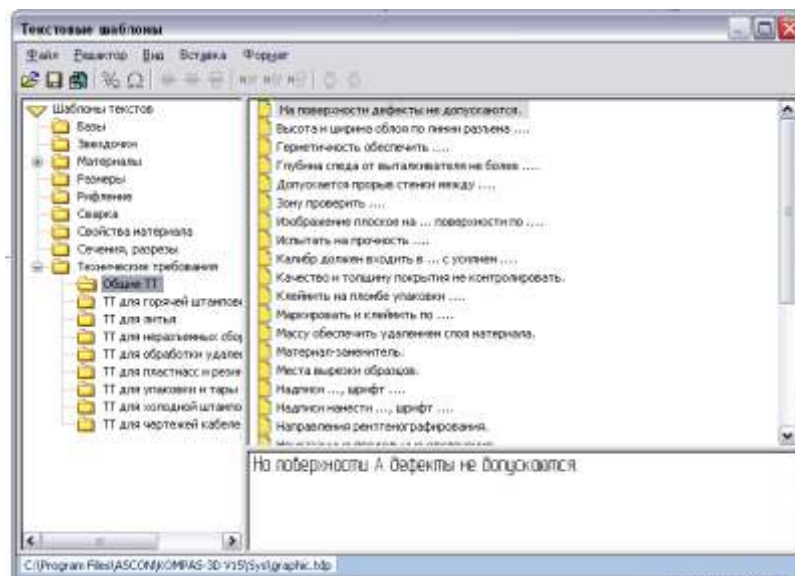 Текстовые шаблоны
Файл Редактор Вид Вставка Формат
Шаблоны текстов
Базы
Звездочки
Материалы
Размеры
Рифление
Сварка
Свойства материала
Сечения, разрезы
Технические требования
Общие ТТ
ТТ для горячей штампов
ТТ для литья
ТТ для неразъемных сбор
ТТ для обработки удале
ТТ для пластмасс и рези
ТТ для упаковки и тары
ТТ для холодной штампо
ТТ для чертежей кабеле
На поверхности дефекты не допускаются.
Высота и ширина облоя по линии разъема ....
Герметичность обеспечить ....
Глубина следа от выталкивателя не более ....
Допускается прорыв стенки между ....
Зону проверить ....
Изображение плоское на ... поверхности по ....
Испытать на прочность ....
Калибр должен входить в ... с усилием ....
Качество и толщину покрытия не контролировать.
Клеймить на пломбе упаковки ....
Маркировать и клеймить по ....
Массу обеспечить удалением слоя материала.
Материал-заменитель.
Места вырезки образцов.
Надписи ..., шрифт ....
Надписи нанести ..., шрифт ....
Направления рентгенографирования.
На поверхности А дефекты не допускаются
C:\Program Files\ASCON\KOMPAS-3D V15\Sys\graphic.tdp